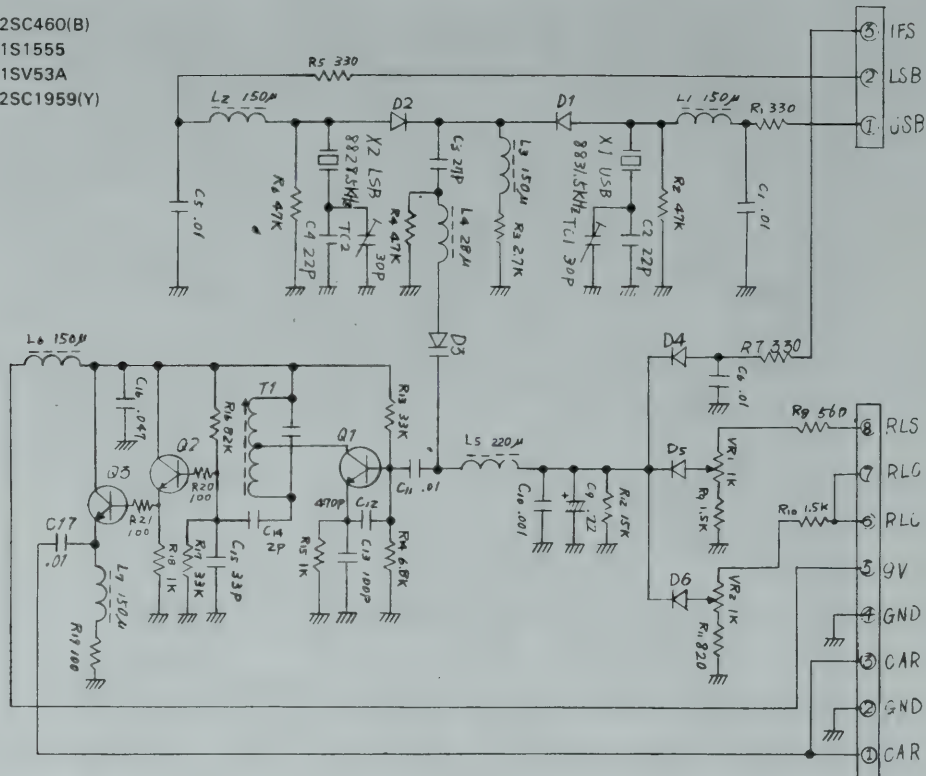 2SC460(B)
1S1555
1SV53A
2SC1959(Y)
③ IFS
R5 330
② LSB
L2 150μ
D2
D1
L1 150μ
R1 330
① USB
C5 .01
R6 47K
X2 LSB
8828.5kHz
C4 22P
TC2
30P
C3 27P
R4 47K
L4 28μ
L3 150μ
R3 2.7K
X1 USB
8831.5kHz
TC1 30P
C2 22P
R2 47K
C1 .01
D3
D4
R7 330
C6 .01
L6 150μ
C16 .047
R16 82K
T1
R13 33K
Q1
Q2
Q3
R20
100
R21
100
C17
.01
L7 150μ
R19 100
R18 1K
R17 33K
C15 33P
C14
2P
470P
C12
R15 1K
C13 100P
R14 6.8K
C11 .01
L5 220μ
C10 .001
C9 .22
+
R12 15K
D5
VR1 1K
1.5K
560
⑧ RLS
⑦ RLC
R10 1.5K
⑥ RLU
⑤ 9V
D6
VR2 1K
R11 820
④ GND
③ CAR
② GND
① CAR